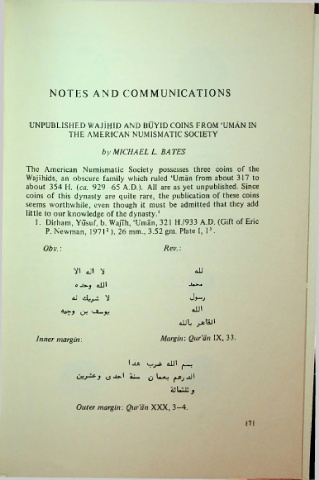 NOTES AND COMMUNICATIONS
UNPUBLISHED WAJĪHID AND BŪYID COINS FROM 'UMĀN IN
THE AMERICAN NUMISMATIC SOCIETY
by MICHAEL L. BATES
The American Numismatic Society possesses three coins of the
Wajīhids, an obscure family which ruled 'Umān from about 317 to
about 354 H. (ca. 929–65 A.D.). All are as yet unpublished. Since
coins of this dynasty are quite rare, the publication of these coins
seems worthwhile, even though it must be admitted that they add
little to our knowledge of the dynasty.¹
1. Dirham, Yūsuf. b. Wajīh, 'Umān, 321 H./933 A.D. (Gift of Eric
P. Newman, 1971²), 26 mm., 3.52 gm. Plate I, 1³.
Obv.: Rev.:
لا اله الا
الله وحده
لا شريك له
يوسف بن وجيه
لله
محمد
رسول
الله
القاهر بالله
Inner margin: Margin: Qur'ān IX, 33.
بسم الله ضرب هذا
الدرهم بعمان سنة احدى وعشرين
وثلثمائة
Outer margin: Qur'ān XXX, 3–4.
171